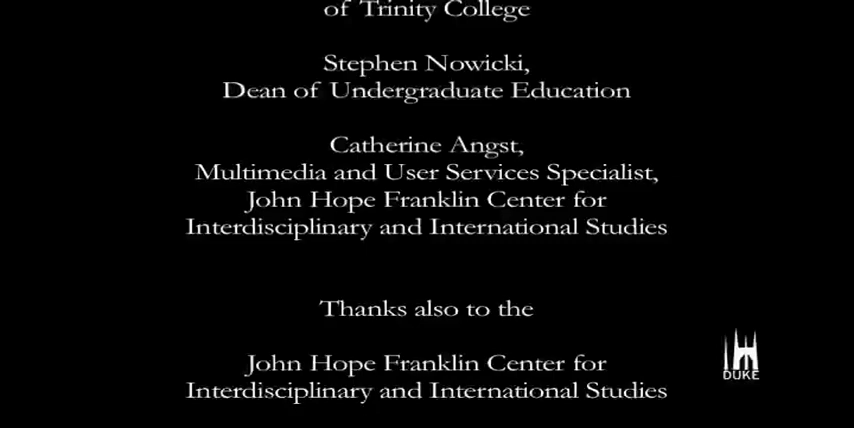 of Trinity College
Stephen Nowicki,
Dean of Undergraduate Education
Catherine Angst,
Multimedia and User Services Specialist,
John Hope Franklin Center for
Interdisciplinary and International Studies
Thanks also to the
John Hope Franklin Center for
Interdisciplinary and International Studies
DUKE